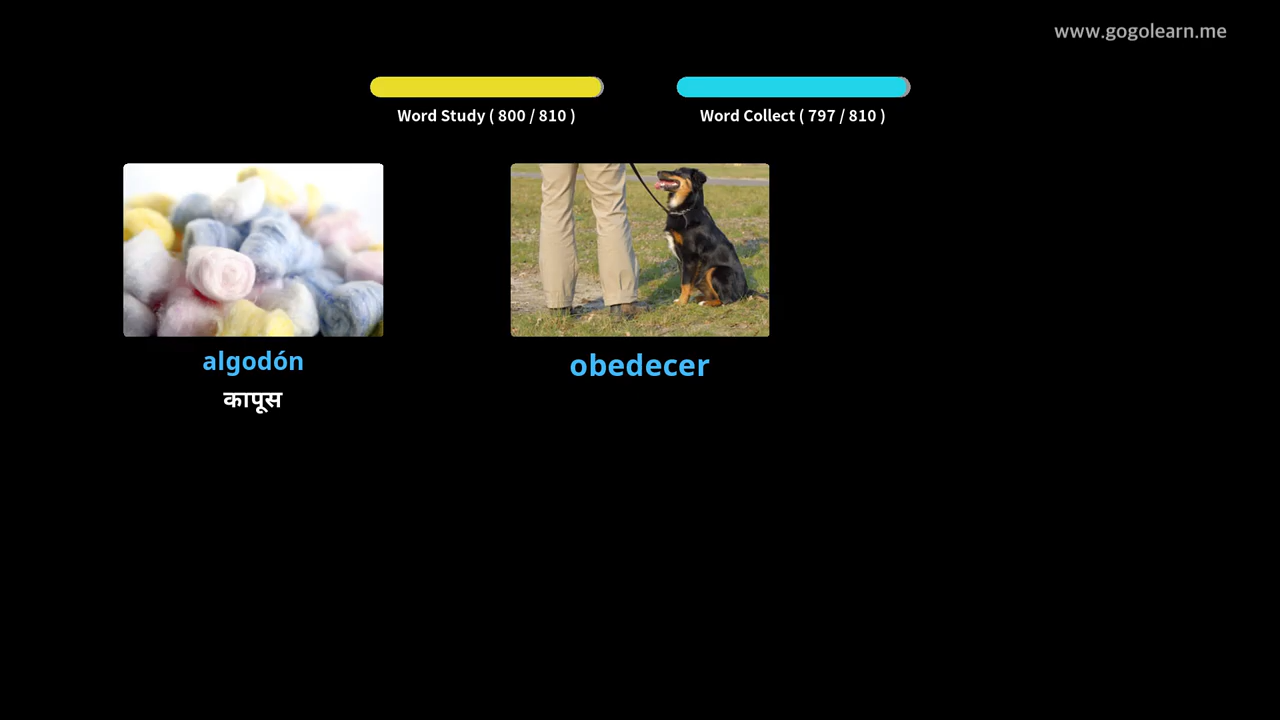 www.gogolearn.me
Word Study ( 800 / 810 )
Word Collect ( 797 / 810 )
algodón
कापूस
obedecer